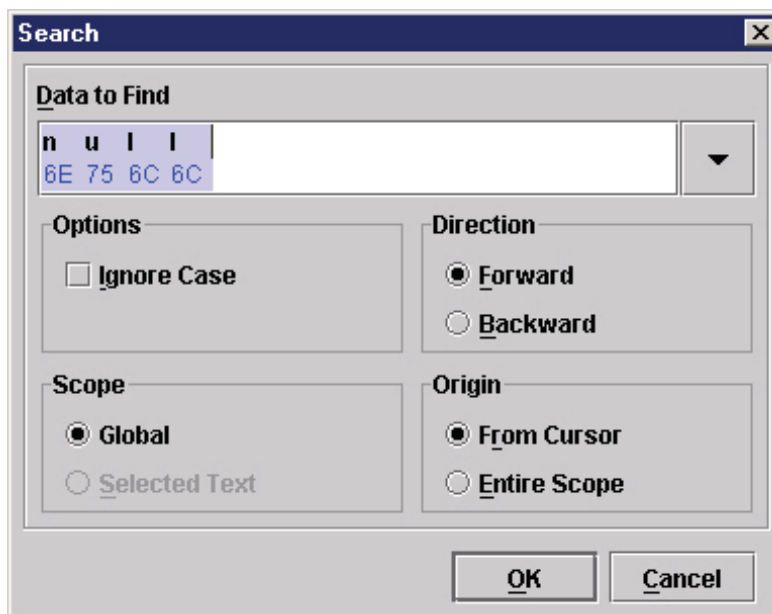 Search
Data to Find
n u l l
6E 75 6C 6C
Options
Ignore Case
Direction
Forward
Backward
Scope
Global
Selected Text
Origin
From Cursor
Entire Scope
OK Cancel